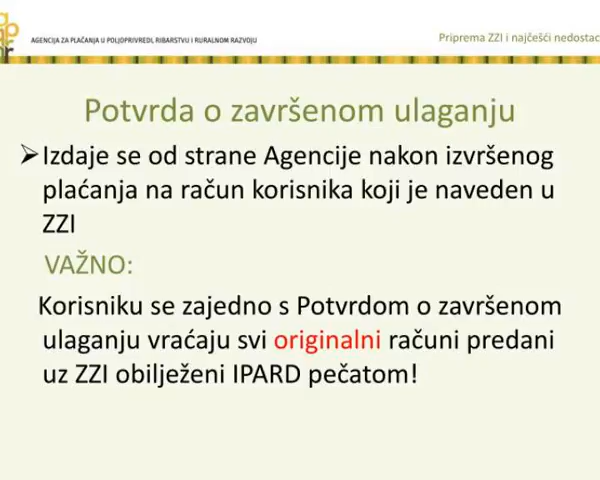 AGENCIJA ZA PLAĆANJA U POLJOPRIVREDI, RIBARSTVU I RURALNOM RAZVOJU
Priprema ZZI i najčešći nedostac
Potvrda o završenom ulaganju
➢Izdaje se od strane Agencije nakon izvršenog
plaćanja na račun korisnika koji je naveden u
ZZI
VAŽNO:
Korisniku se zajedno s Potvrdom o završenom
ulaganju vraćaju svi originalni računi predani
uz ZZI obilježeni IPARD pečatom!